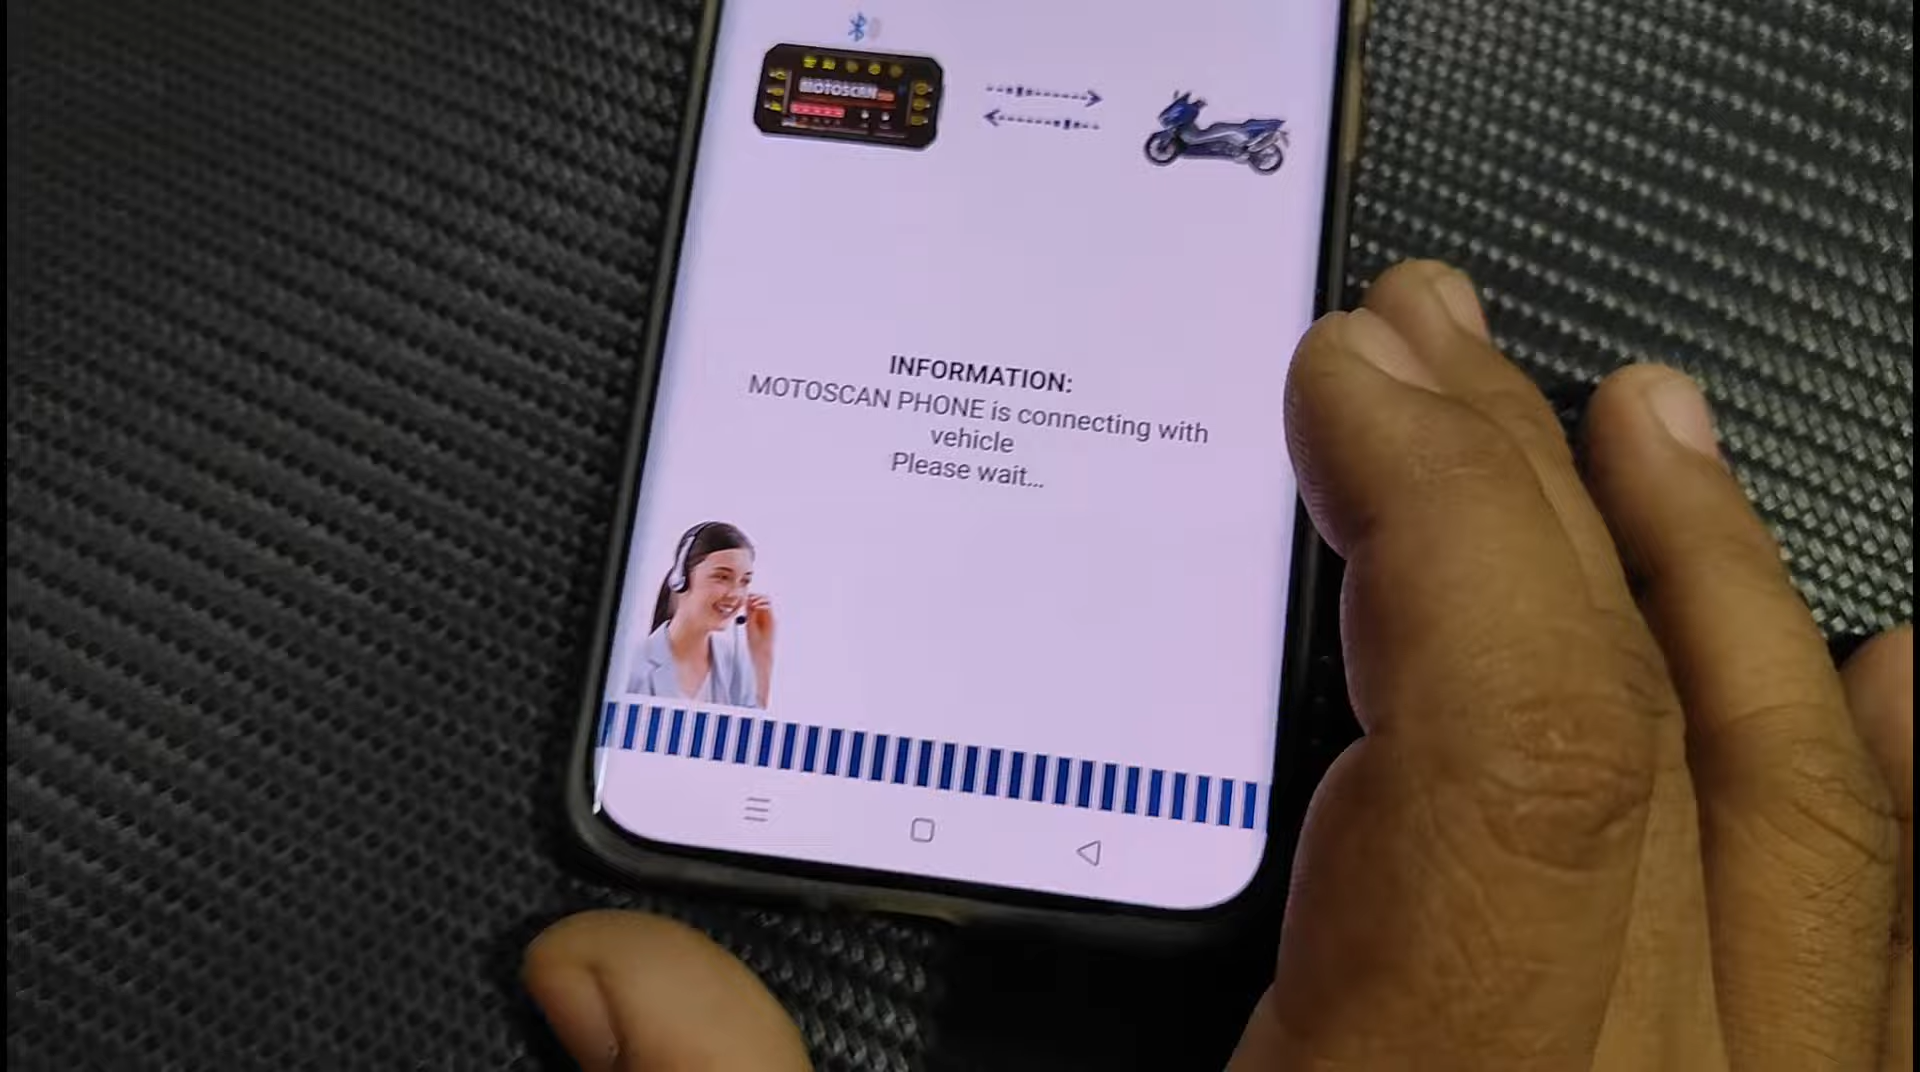 MOTOSCAN
INFORMATION:
MOTOSCAN PHONE is connecting with
vehicle
Please wait...